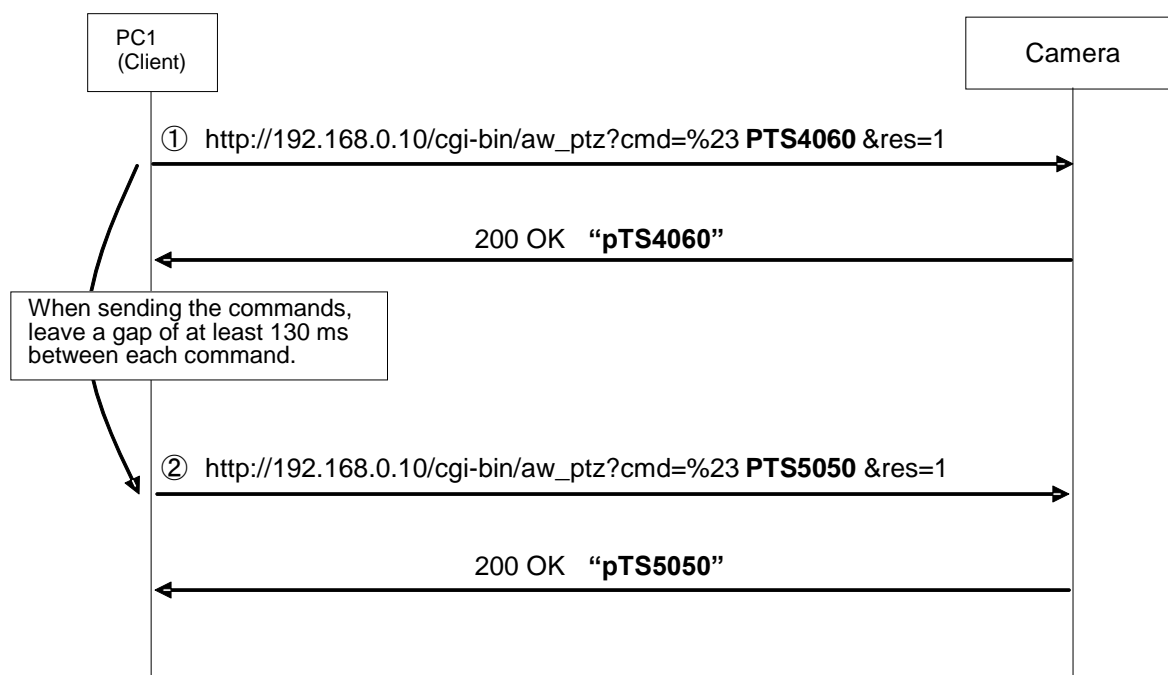 PC1
(Client)
Camera
① http://192.168.0.10/cgi-bin/aw_ptz?cmd=%23 PTS4060 &res=1
200 OK “pTS4060”
When sending the commands,
leave a gap of at least 130 ms
between each command.
② http://192.168.0.10/cgi-bin/aw_ptz?cmd=%23 PTS5050 &res=1
200 OK “pTS5050”